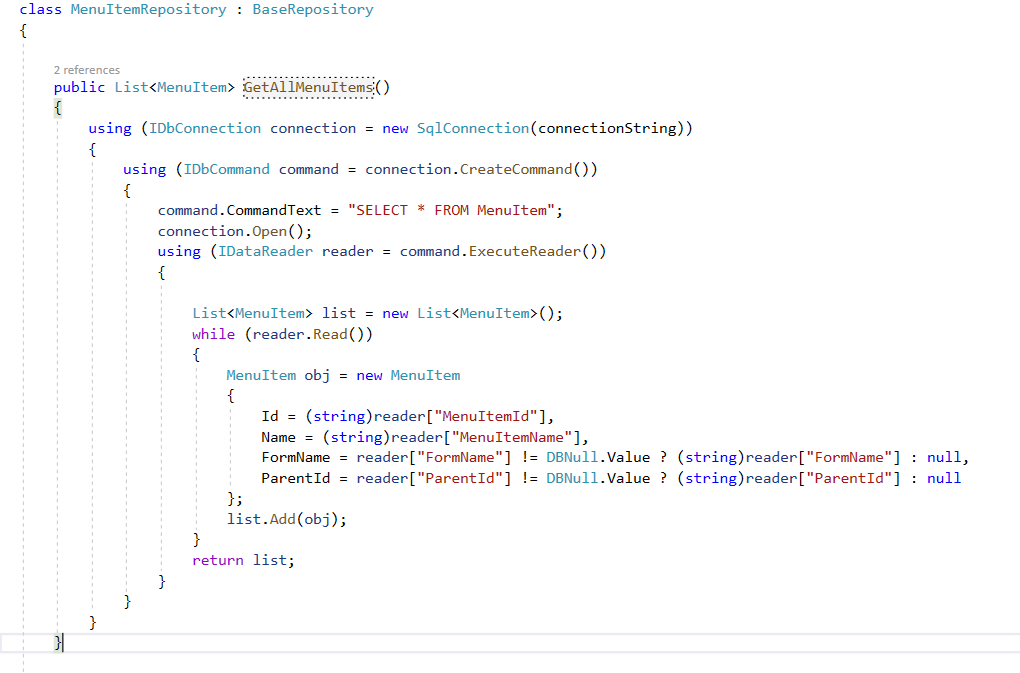 class MenuItemRepository : BaseRepository
{
2 references
public List<MenuItem> GetAllMenuItems()
{
using (IDbConnection connection = new SqlConnection(connectionString))
{
using (IDbCommand command = connection.CreateCommand())
{
command.CommandText = "SELECT * FROM MenuItem";
connection.Open();
using (IDataReader reader = command.ExecuteReader())
{
List<MenuItem> list = new List<MenuItem>();
while (reader.Read())
{
MenuItem obj = new MenuItem
{
Id = (string)reader["MenuItemId"],
Name = (string)reader["MenuItemName"],
FormName = reader["FormName"] != DBNull.Value ? (string)reader["FormName"] : null,
ParentId = reader["ParentId"] != DBNull.Value ? (string)reader["ParentId"] : null
};
list.Add(obj);
}
return list;
}
}
}
}